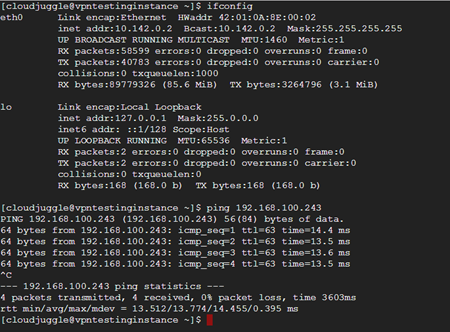 [cloudjuggle@vpntestinginstance ~]$ ifconfig
eth0 Link encap:Ethernet HWaddr 42:01:0A:8E:00:02
inet addr:10.142.0.2 Bcast:10.142.0.2 Mask:255.255.255.255
UP BROADCAST RUNNING MULTICAST MTU:1460 Metric:1
RX packets:58599 errors:0 dropped:0 overruns:0 frame:0
TX packets:40783 errors:0 dropped:0 overruns:0 carrier:0
collisions:0 txqueuelen:1000
RX bytes:89779326 (85.6 MiB) TX bytes:3264796 (3.1 MiB)
lo Link encap:Local Loopback
inet addr:127.0.0.1 Mask:255.0.0.0
inet6 addr: ::1/128 Scope:Host
UP LOOPBACK RUNNING MTU:65536 Metric:1
RX packets:2 errors:0 dropped:0 overruns:0 frame:0
TX packets:2 errors:0 dropped:0 overruns:0 carrier:0
collisions:0 txqueuelen:0
RX bytes:168 (168.0 b) TX bytes:168 (168.0 b)
[cloudjuggle@vpntestinginstance ~]$ ping 192.168.100.243
PING 192.168.100.243 (192.168.100.243) 56(84) bytes of data.
64 bytes from 192.168.100.243: icmp_seq=1 ttl=63 time=14.4 ms
64 bytes from 192.168.100.243: icmp_seq=2 ttl=63 time=13.5 ms
64 bytes from 192.168.100.243: icmp_seq=3 ttl=63 time=13.6 ms
64 bytes from 192.168.100.243: icmp_seq=4 ttl=63 time=13.5 ms
^C
--- 192.168.100.243 ping statistics ---
4 packets transmitted, 4 received, 0% packet loss, time 3603ms
rtt min/avg/max/mdev = 13.512/13.774/14.455/0.395 ms
[cloudjuggle@vpntestinginstance ~]$